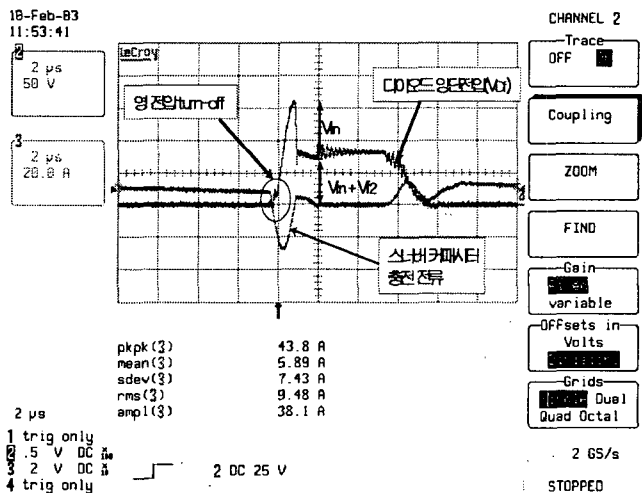 18-Feb-03
11:53:41
2
2 µs
50 V
3
2 µs
20.0 A
LeCroy
영전압turn-off
다이오드 양단전압(Vcr)
Vin
Vin+Vf2
스너버 커패시터
충전 전류
CHANNEL 2
Trace
OFF
Coupling
ZOOM
FIND
Gain
variable
Offsets in
Volts
Grids
Dual
Quad Octal
pkpk(3) 43.8 A
mean(3) 5.89 A
sdev(3) 7.43 A
rms(3) 9.48 A
ampl(3) 38.1 A
2 µs
1 trig only
2 .5 V DC
3 2 V DC
4 trig only
2 DC 25 V
2 GS/s
STOPPED